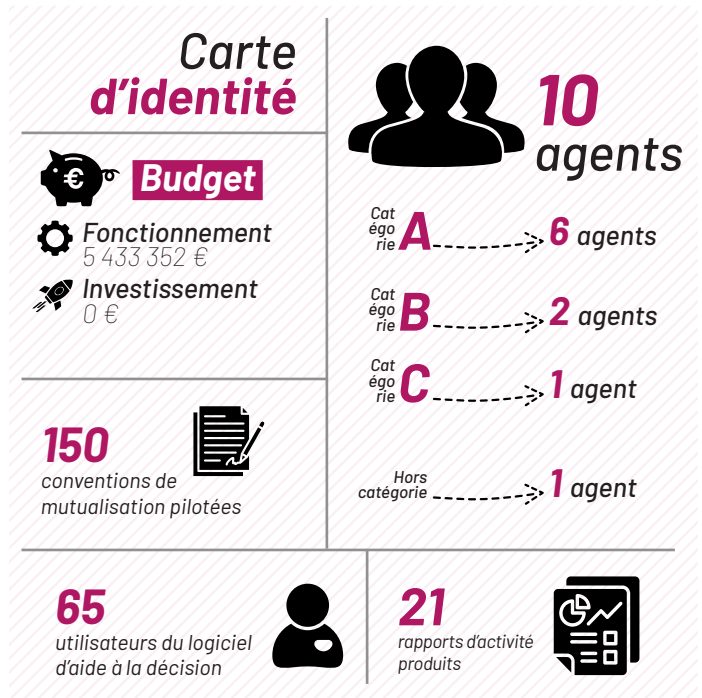 Carte
d'identité
€
Budget
Fonctionnement
5 433 352 €
Investissement
0 €
150
conventions de
mutualisation pilotées
10
agents
Cat
égo
rie A 6 agents
Cat
égo
rie B 2 agents
Cat
égo
rie C 1 agent
Hors
catégorie 1 agent
65
utilisateurs du logiciel
d'aide à la décision
21
rapports d'activité
produits